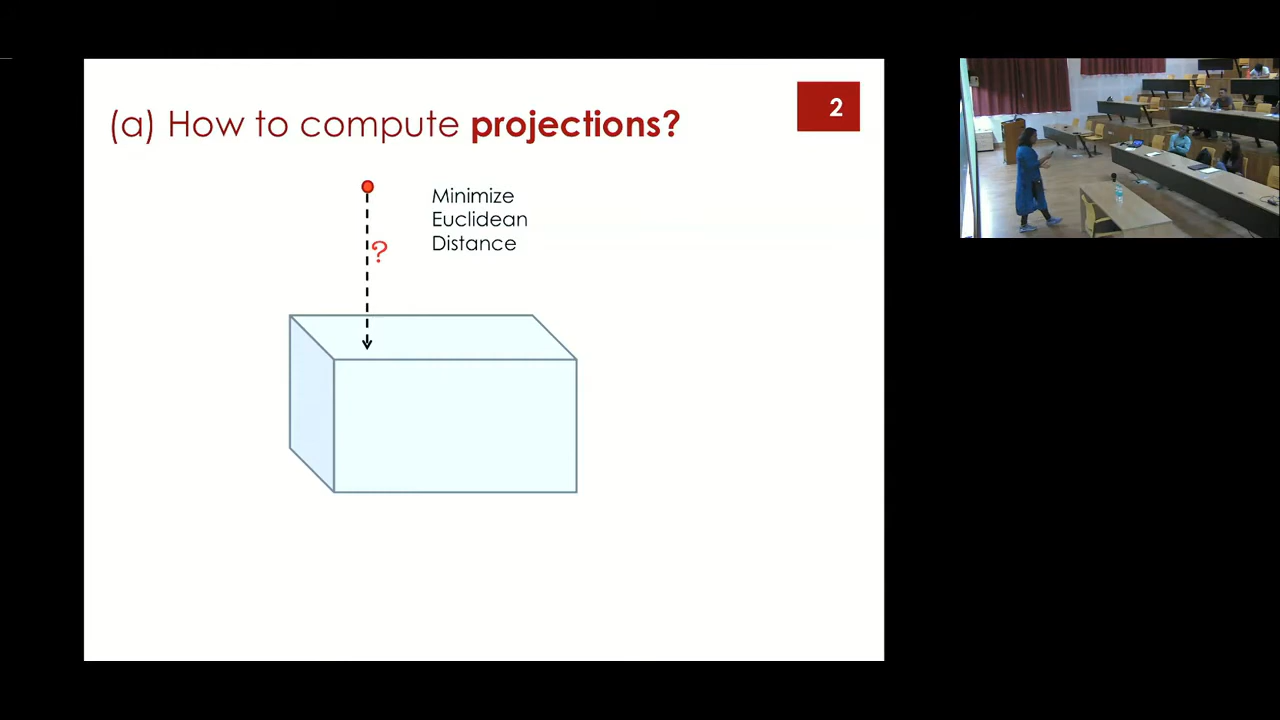 (a) How to compute projections?
2
Minimize
Euclidean
Distance
?